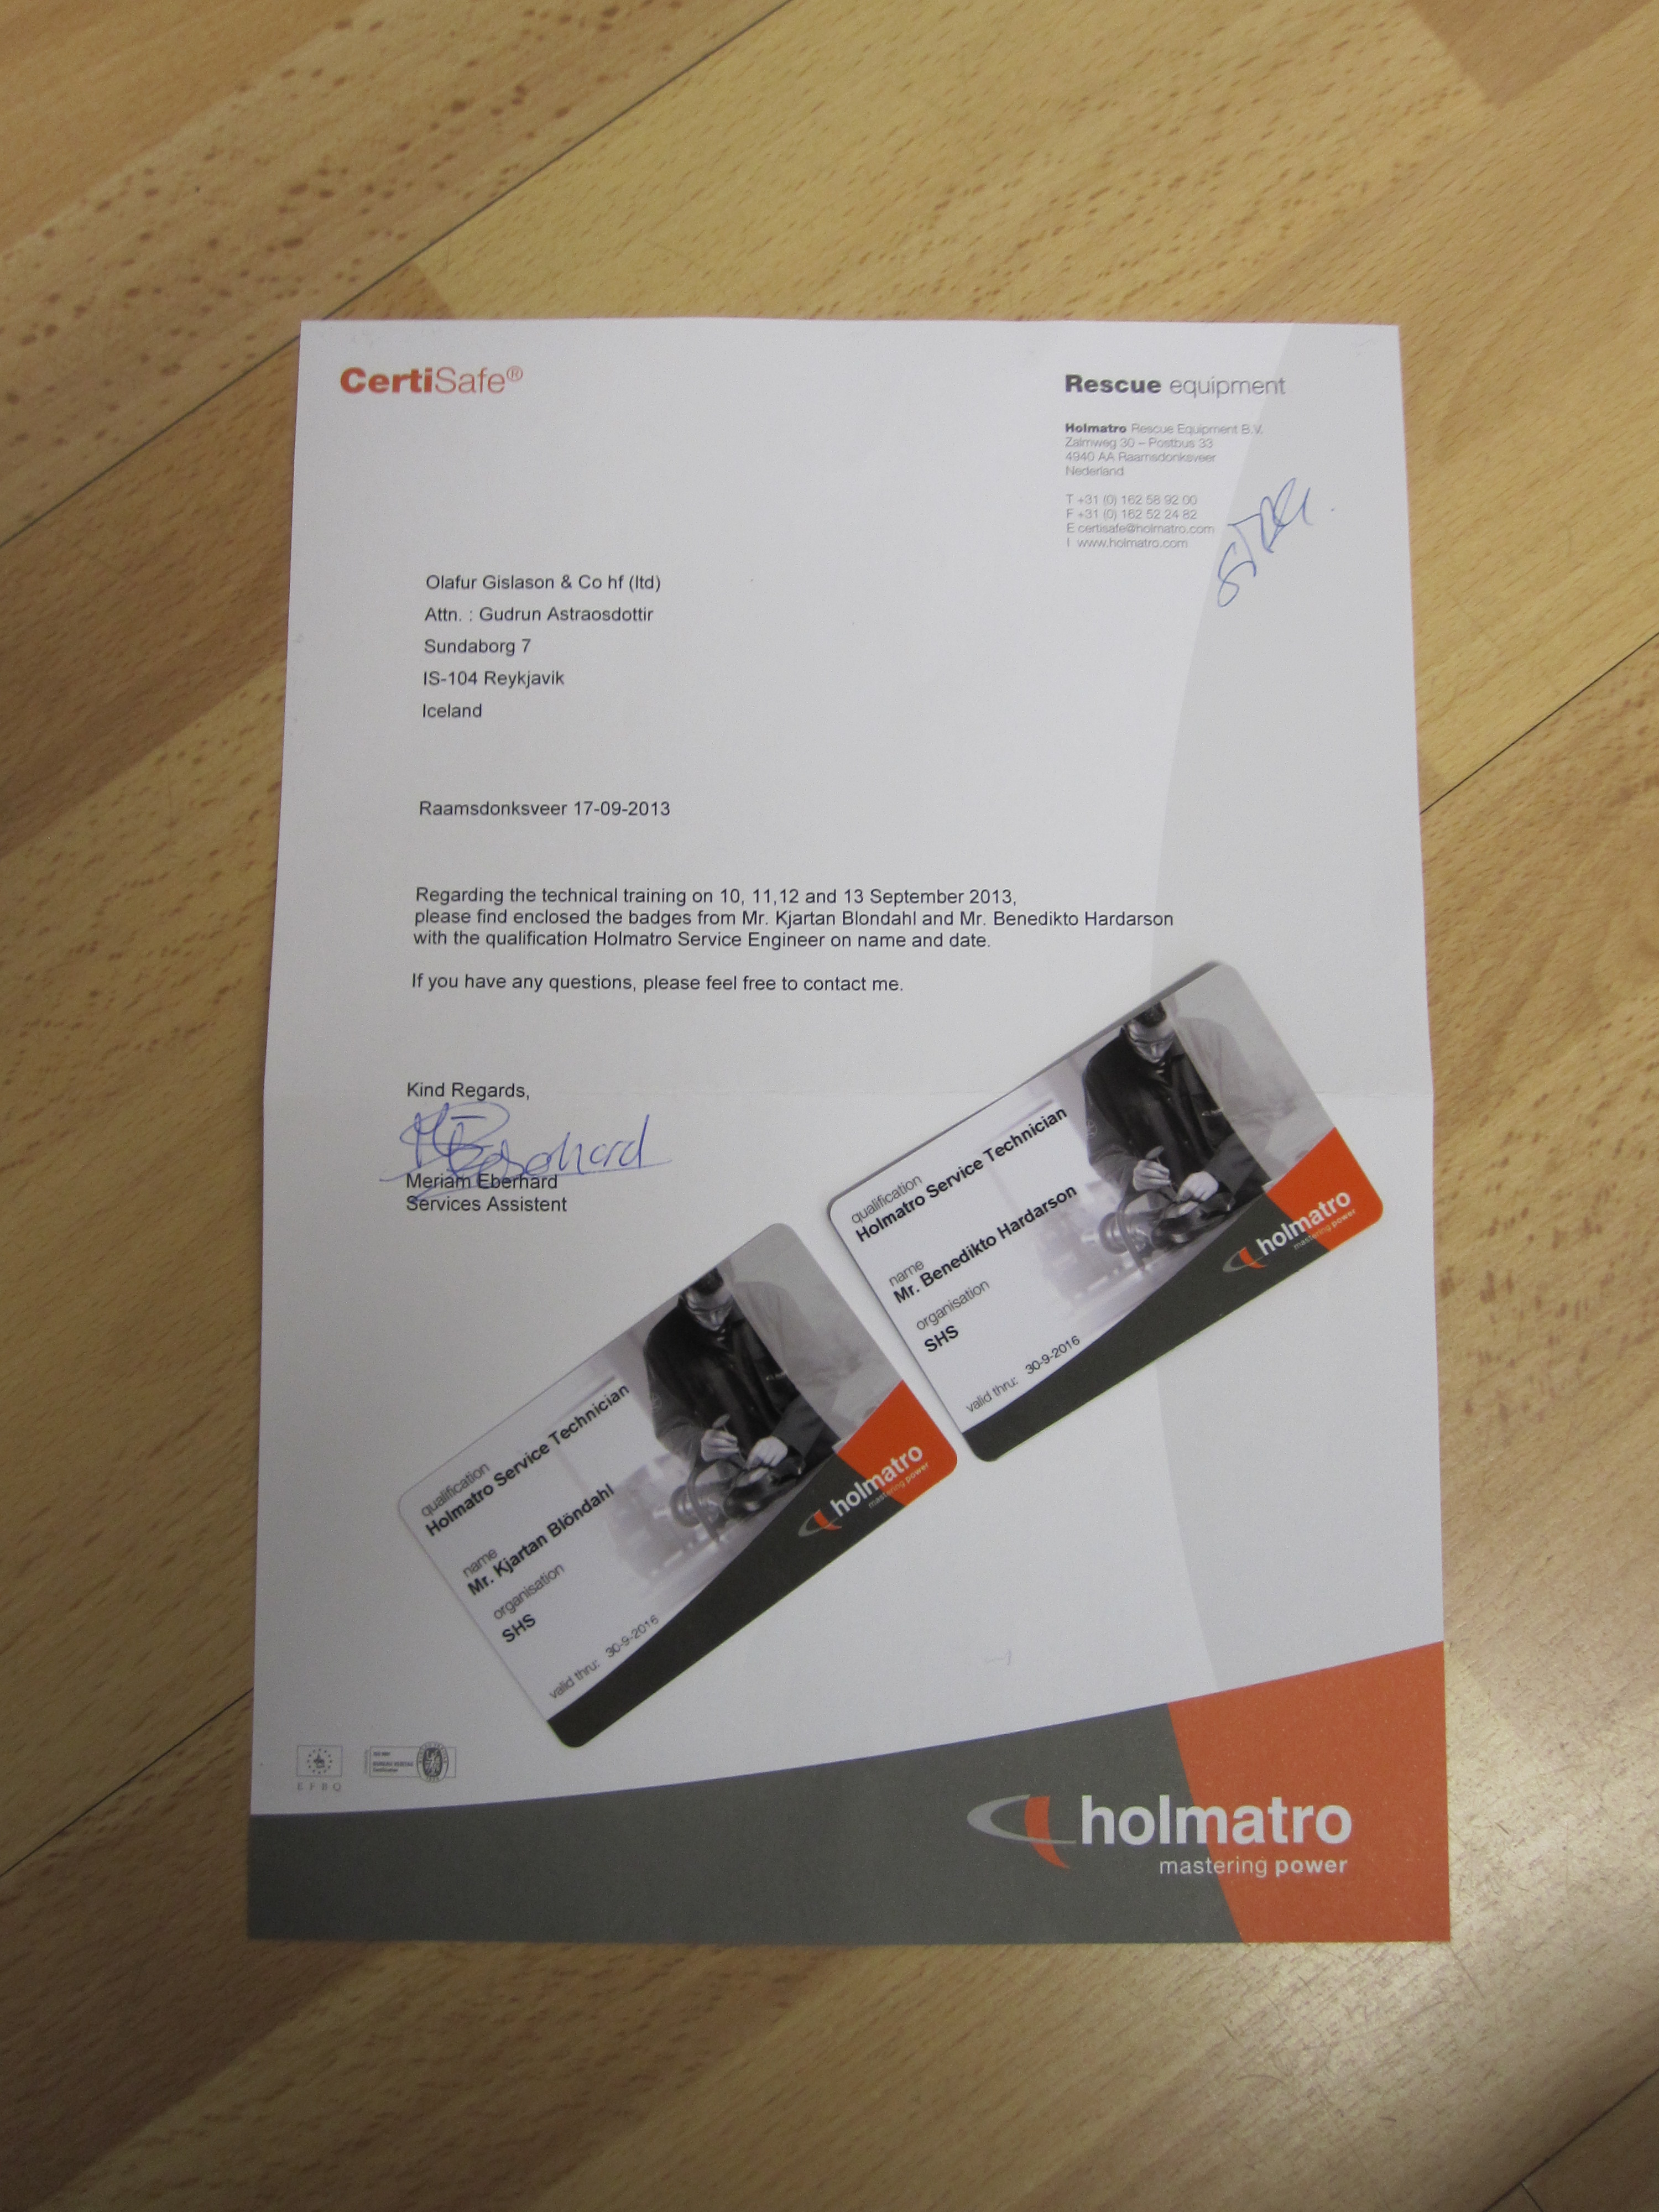 CertiSafe®
Rescue equipment
Holmatro Rescue Equipment B.V.
Zalmweg 30 – Postbus 33
4940 AA Raamsdonksveer
Nederland
T +31 (0) 162 58 92 00
F +31 (0) 162 52 24 82
E certisafe@holmatro.com
I www.holmatro.com
Olafur Gislason & Co hf (ltd)
Attn. : Gudrun Astraosdottir
Sundaborg 7
IS-104 Reykjavik
Iceland
Raamsdonksveer 17-09-2013
Regarding the technical training on 10, 11,12 and 13 September 2013,
please find enclosed the badges from Mr. Kjartan Blondahl and Mr. Benedikto Hardarson
with the qualification Holmatro Service Engineer on name and date.
If you have any questions, please feel free to contact me.
Kind Regards,
Meriam Eberhard
Services Assistent
qualification
Holmatro Service Technician
name
Mr. Benedikto Hardarson
organisation
SHS
valid thru: 30-9-2016
holmatro
mastering power
qualification
Holmatro Service Technician
name
Mr. Kjartan Blöndahl
organisation
SHS
valid thru: 30-9-2016
holmatro
mastering power
EFBQ
holmatro
mastering power